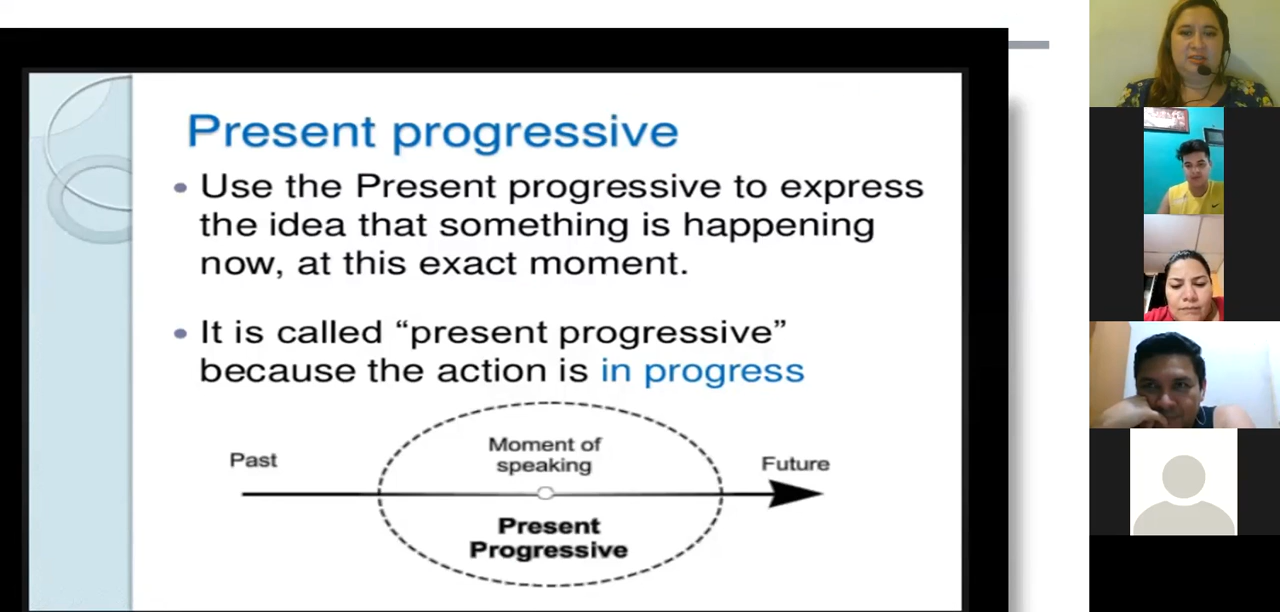 Present progressive
• Use the Present progressive to express
the idea that something is happening
now, at this exact moment.
• It is called “present progressive”
because the action is in progress
Past
Moment of
speaking
Future
Present
Progressive